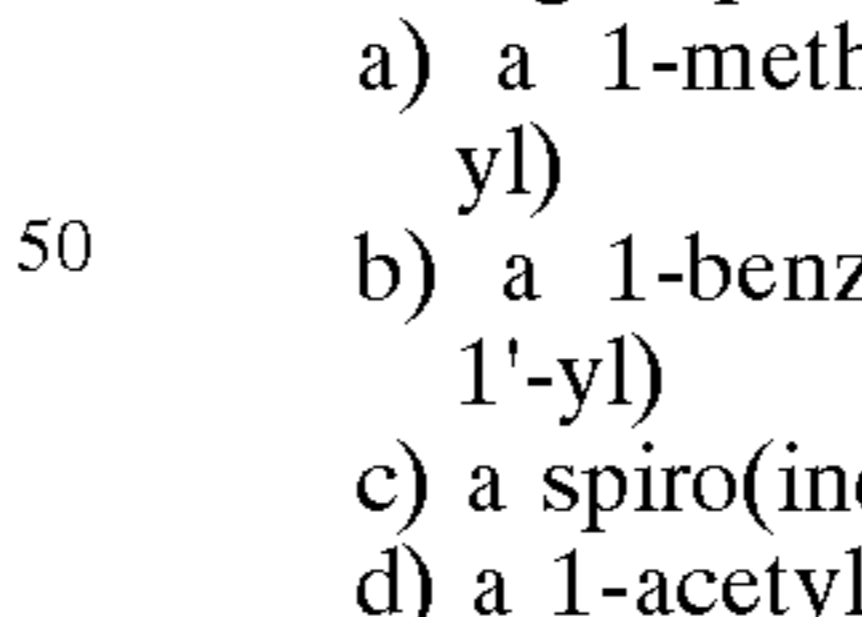 a) a 1-meth
yl)
50
b) a 1-benz
1'-yl)
c) a spiro(in
d) a 1-acetyl